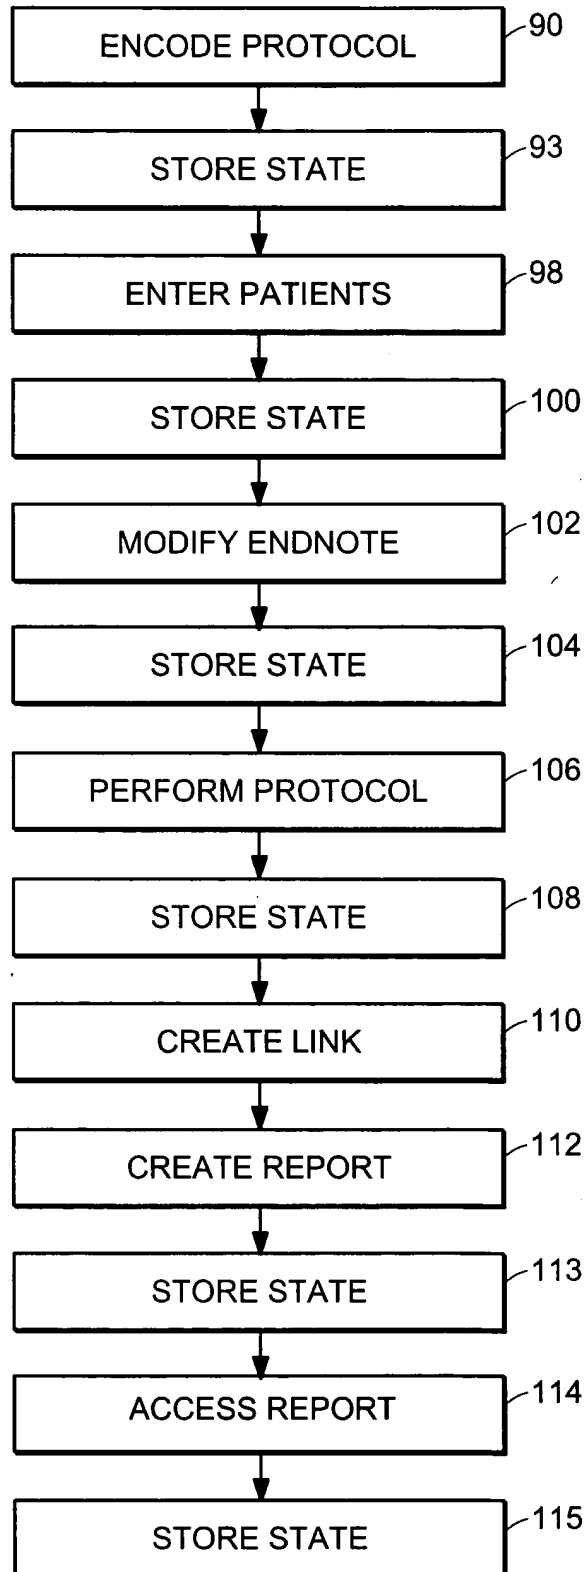 ENCODE PROTOCOL 90
STORE STATE 93
ENTER PATIENTS 98
STORE STATE 100
MODIFY ENDNOTE 102
STORE STATE 104
PERFORM PROTOCOL 106
STORE STATE 108
CREATE LINK 110
CREATE REPORT 112
STORE STATE 113
ACCESS REPORT 114
STORE STATE 115